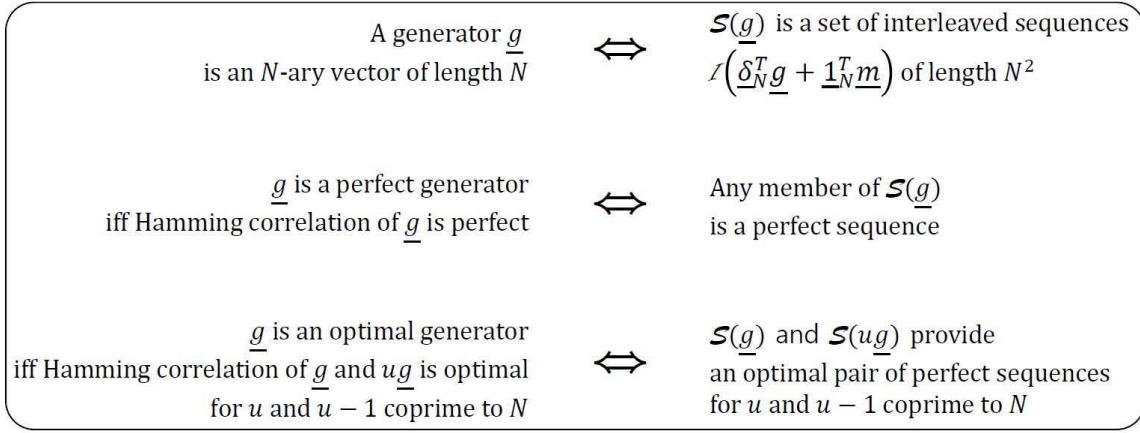 A generator g
is an N-ary vector of length N
⇔
𝓢(g) is a set of interleaved sequences
𝓘(δ_N^T g + 1_N^T m) of length N²
g is a perfect generator
iff Hamming correlation of g is perfect
⇔
Any member of 𝓢(g)
is a perfect sequence
g is an optimal generator
iff Hamming correlation of g and ug is optimal
for u and u − 1 coprime to N
⇔
𝓢(g) and 𝓢(ug) provide
an optimal pair of perfect sequences
for u and u − 1 coprime to N